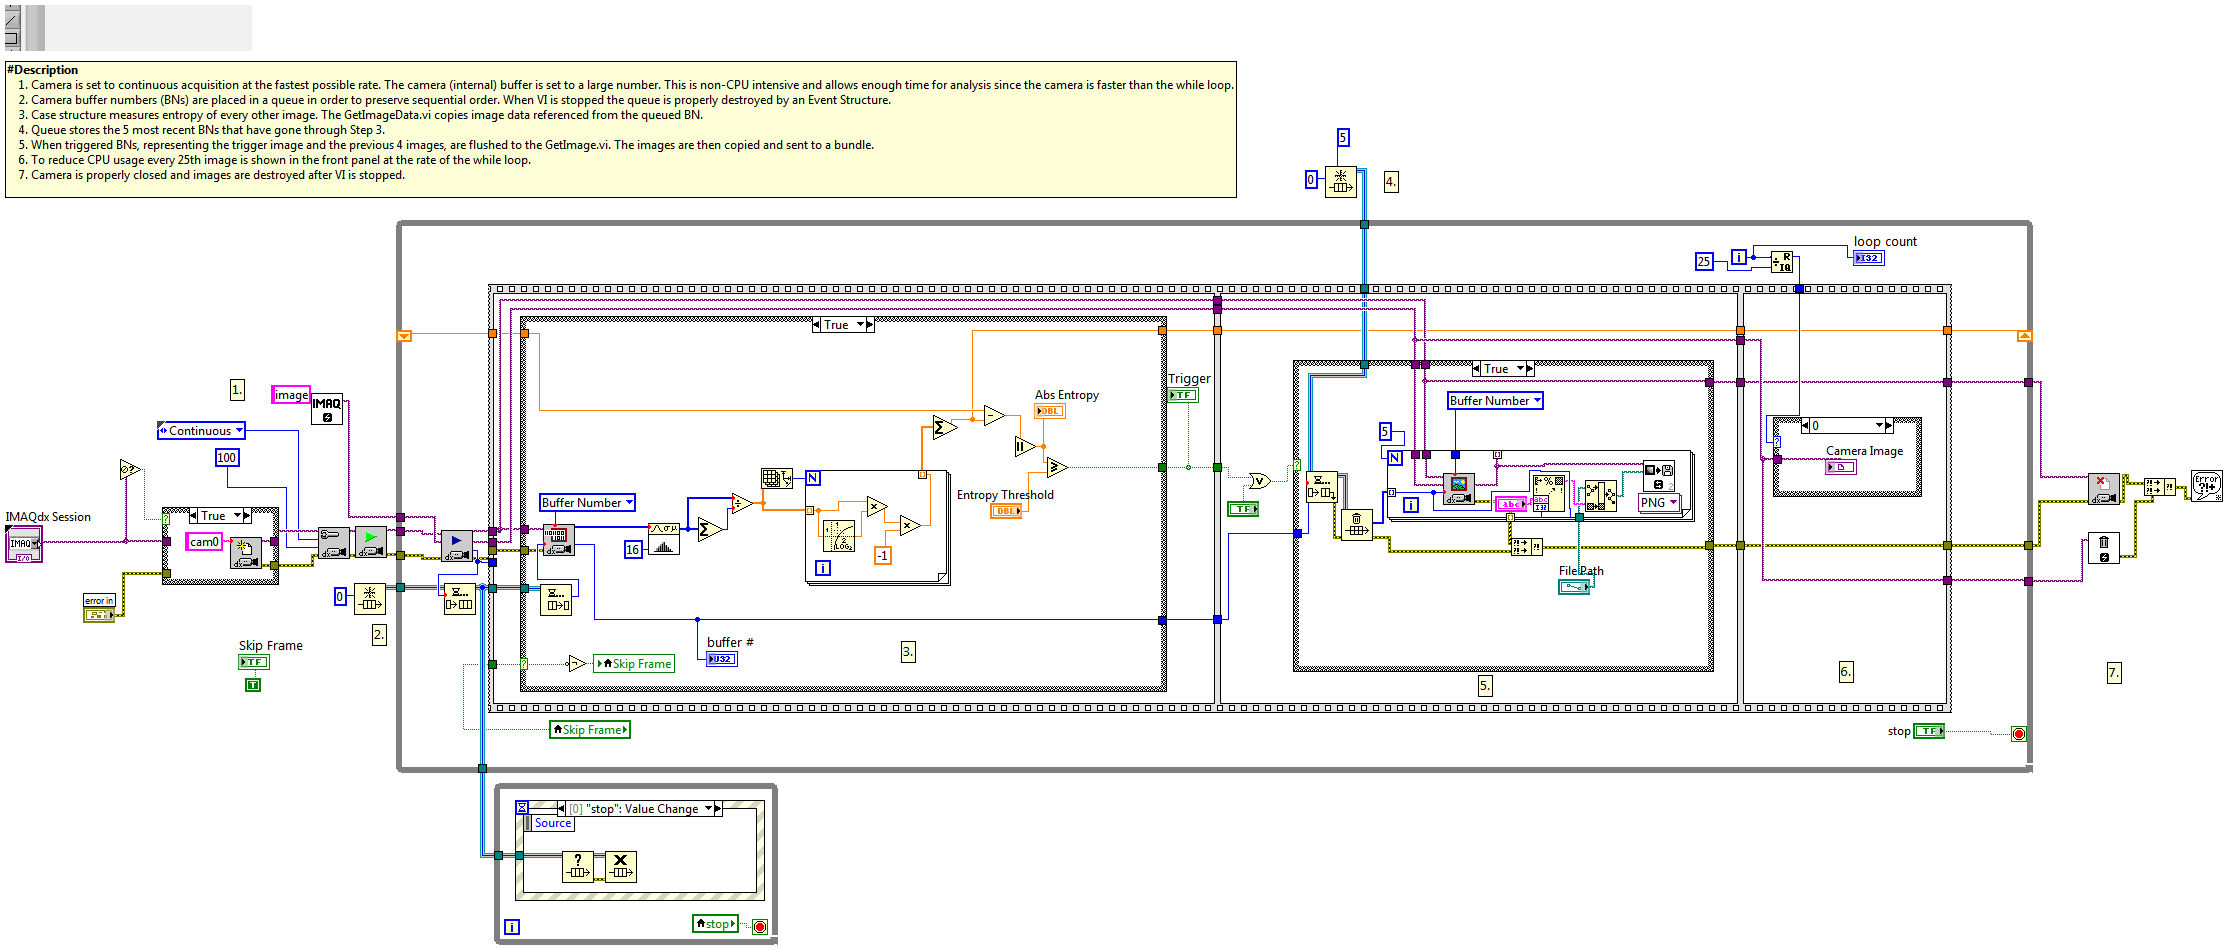 #Description
1. Camera is set to continuous acquisition at the fastest possible rate. The camera (internal) buffer is set to a large number. This is non-CPU intensive and allows enough time for analysis since the camera is faster than the while loop.
2. Camera buffer numbers (BNs) are placed in a queue in order to preserve sequential order. When VI is stopped the queue is properly destroyed by an Event Structure.
3. Case structure measures entropy of every other image. The GetImageData.vi copies image data referenced from the queued BN.
4. Queue stores the 5 most recent BNs that have gone through Step 3.
5. When triggered BNs, representing the trigger image and the previous 4 images, are flushed to the GetImage.vi. The images are then copied and sent to a bundle.
6. To reduce CPU usage every 25th image is shown in the front panel at the rate of the while loop.
7. Camera is properly closed and images are destroyed after VI is stopped.
5
0
4.
25
i
R
IQ
loop count
I32
True
True
1.
image
IMAQ
Continuous
100
Trigger
TF
Abs Entropy
DBL
Buffer Number
5
N
0
Camera Image
Entropy Threshold
DBL
Buffer Number
N
16
LOG2
-1
i
TF
i
abc
PNG
IMAQdx Session
IMAQ
I/O
True
cam0
error in
0
2.
File Path
Error
Skip Frame
TF
T
buffer #
U32
3.
Skip Frame
5.
6.
7.
Skip Frame
stop
TF
[0] "stop": Value Change
Source
i
stop